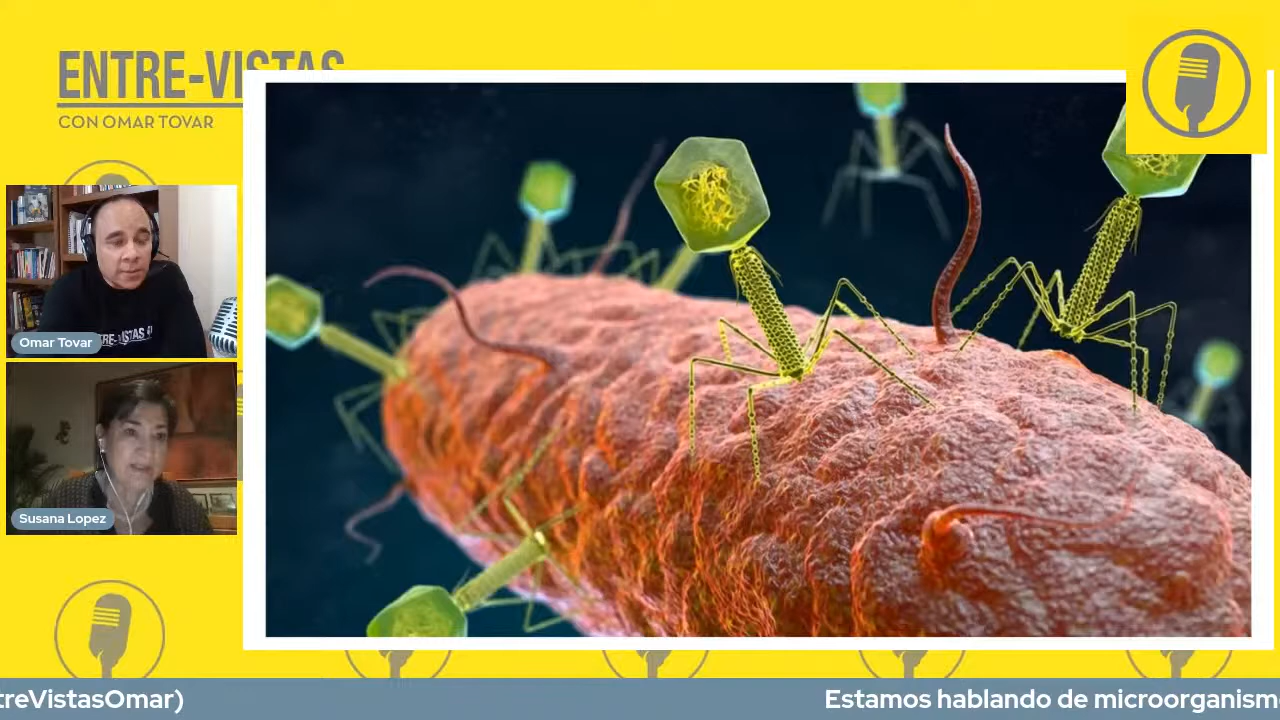 ENTRE-VISTAS
CON OMAR TOVAR
Omar Tovar
Susana Lopez
treVistasOmar)
Estamos hablando de microorganism